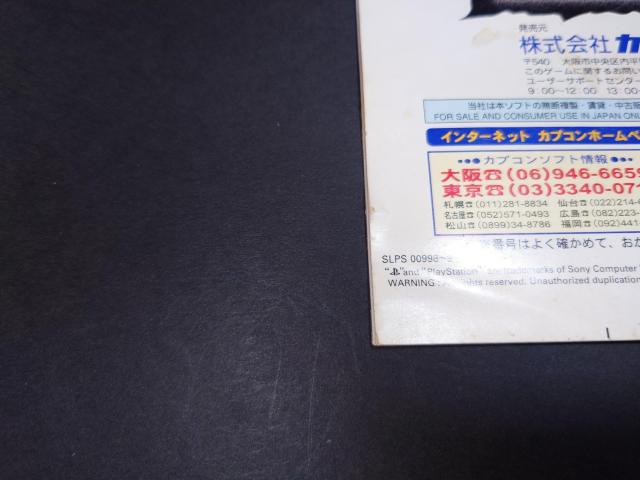 発売元
株式会社 カ
〒540 大阪市中央区内平
このゲームに関するお問い
ユーザーサポートセンター
9:00～12:00 13:00～
当社は本ソフトの無断複製・賃貸・中古販
FOR SALE AND CONSUMER USE IN JAPAN ONL
インターネット カプコンホームペ
●●●カプコンソフト情報●●●
大阪☎(06)946-6659
東京☎(03)3340-07
札幌☎(011)281-8834 仙台☎(022)214-6
名古屋☎(052)571-0493 広島☎(082)223-
松山☎(0899)34-8786 福岡☎(092)441-
番号はよく確かめて、おか
SLPS 00998~9
" " and "PlayStation" are trademarks of Sony Computer
WARNING: All rights reserved. Unauthorized duplication